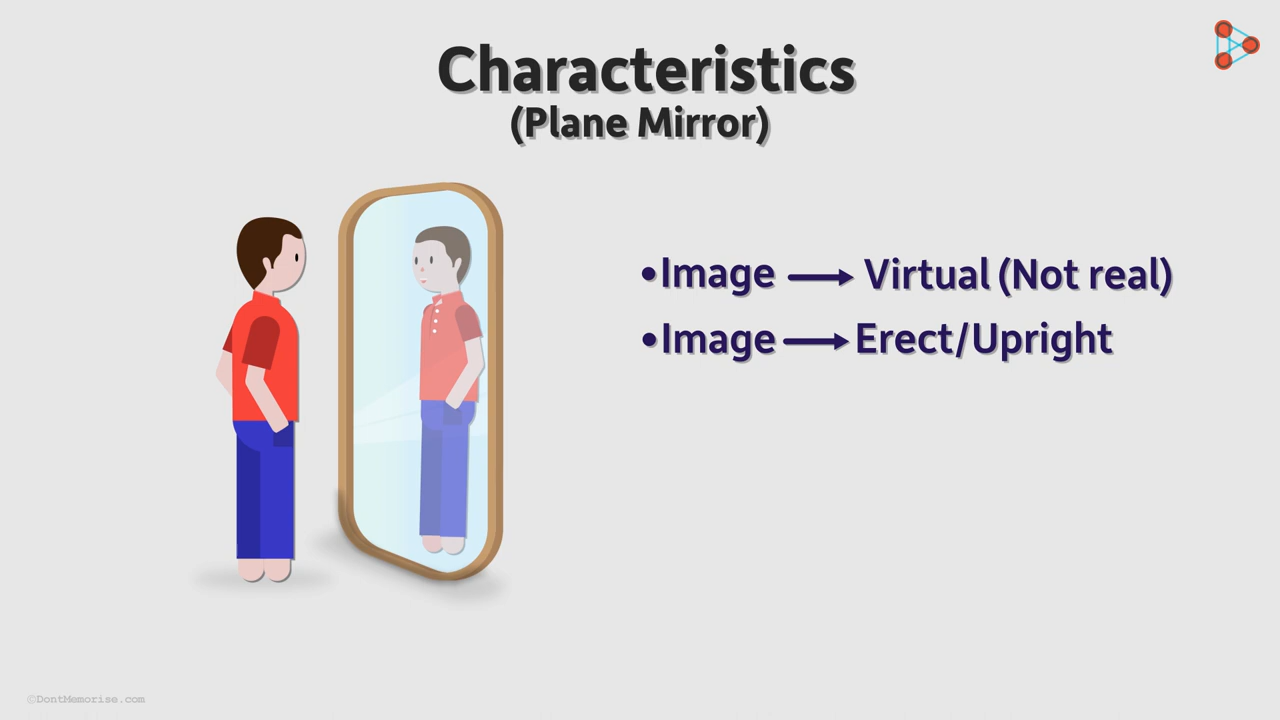 Characteristics
(Plane Mirror)
•Image ⟶ Virtual (Not real)
•Image ⟶ Erect/Upright
©DontMemorise.com